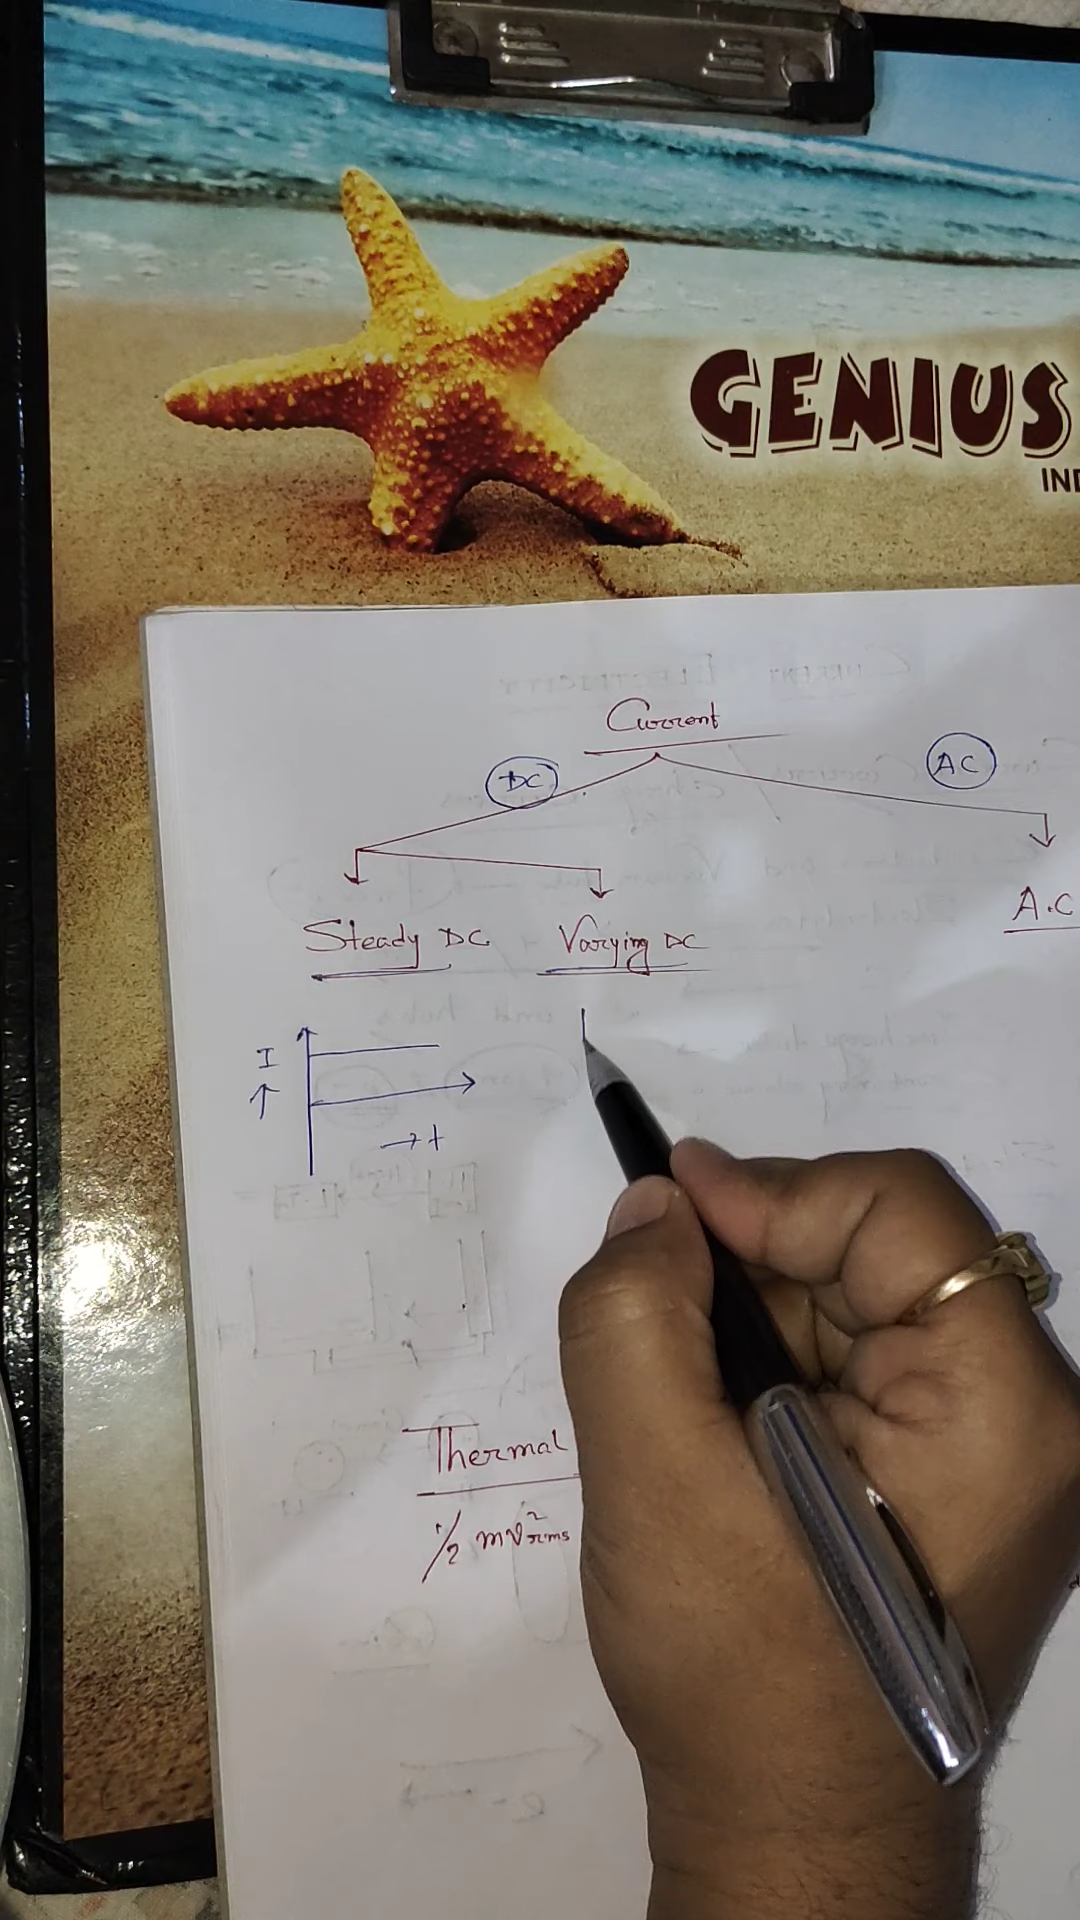 GENIUS
IND
Current
DC
AC
Steady DC
Varying DC
A.C
I
↑
→ t
Thermal
1/2 mv²rms